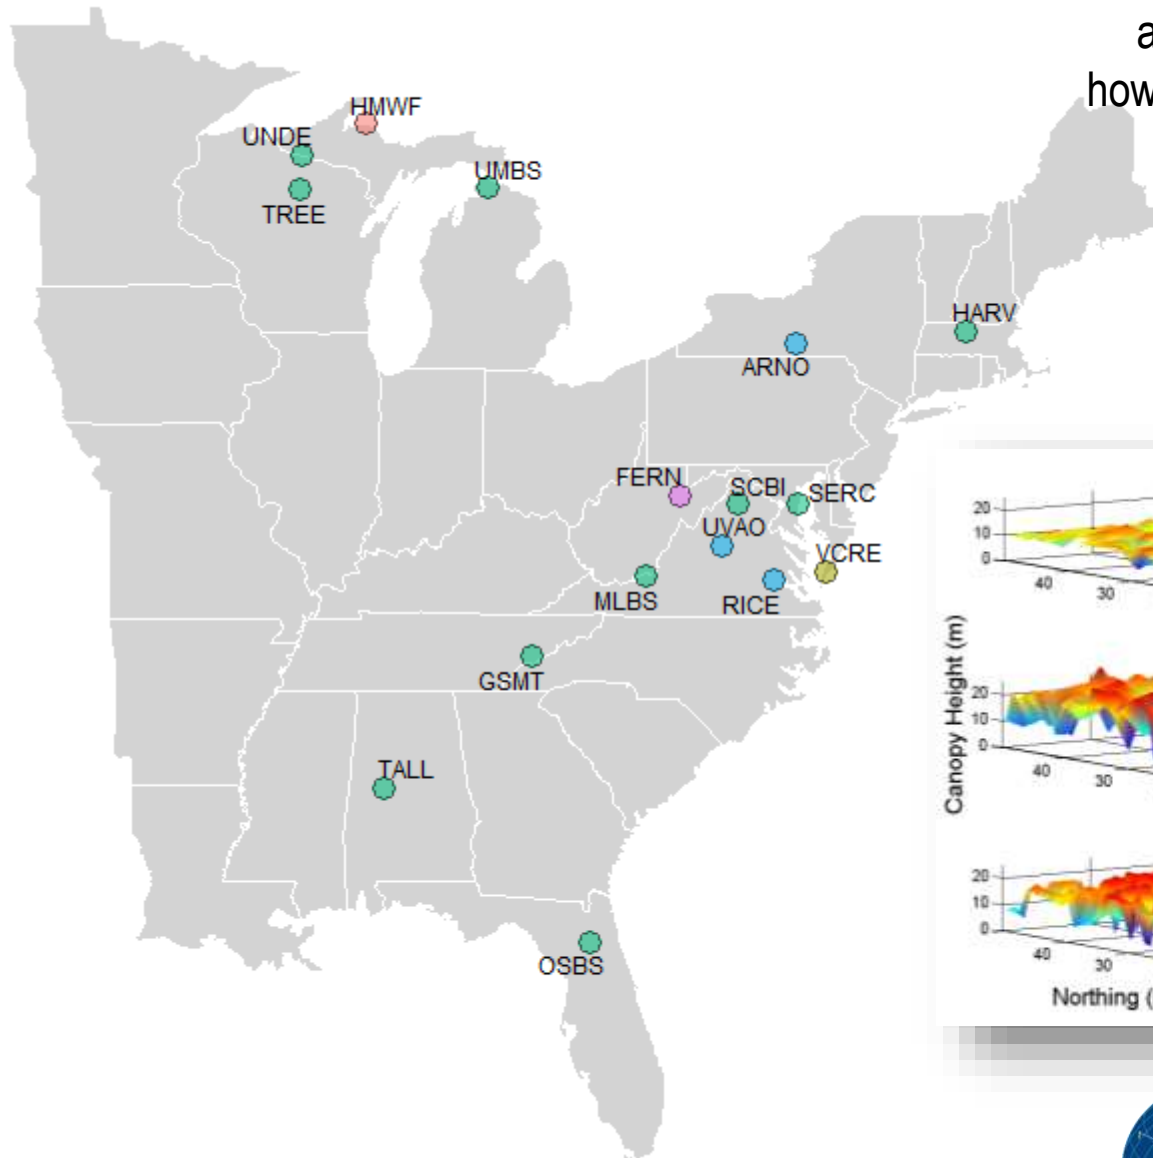 a
how
HMWF
UNDE
UMBS
TREE
HARV
ARNO
FERN
SCBI
SERC
UVAO
VCRE
MLBS
RICE
GSMT
TALL
OSBS
Canopy Height (m)
20
10
0
40
30
20
10
0
40
30
20
10
0
40
30
Northing (